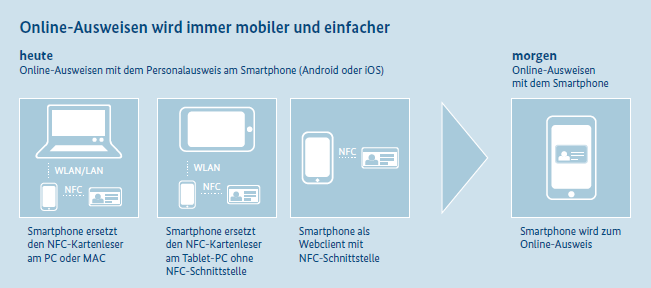 Online-Ausweisen wird immer mobiler und einfacher
heute
Online-Ausweisen mit dem Personalausweis am Smartphone (Android oder iOS)
WLAN/LAN
NFC
Smartphone ersetzt
den NFC-Kartenleser
am PC oder MAC
WLAN
NFC
Smartphone ersetzt
den NFC-Kartenleser
am Tablet-PC ohne
NFC-Schnittstelle
NFC
Smartphone als
Webclient mit
NFC-Schnittstelle
morgen
Online-Ausweisen
mit dem Smartphone
Smartphone wird zum
Online-Ausweis